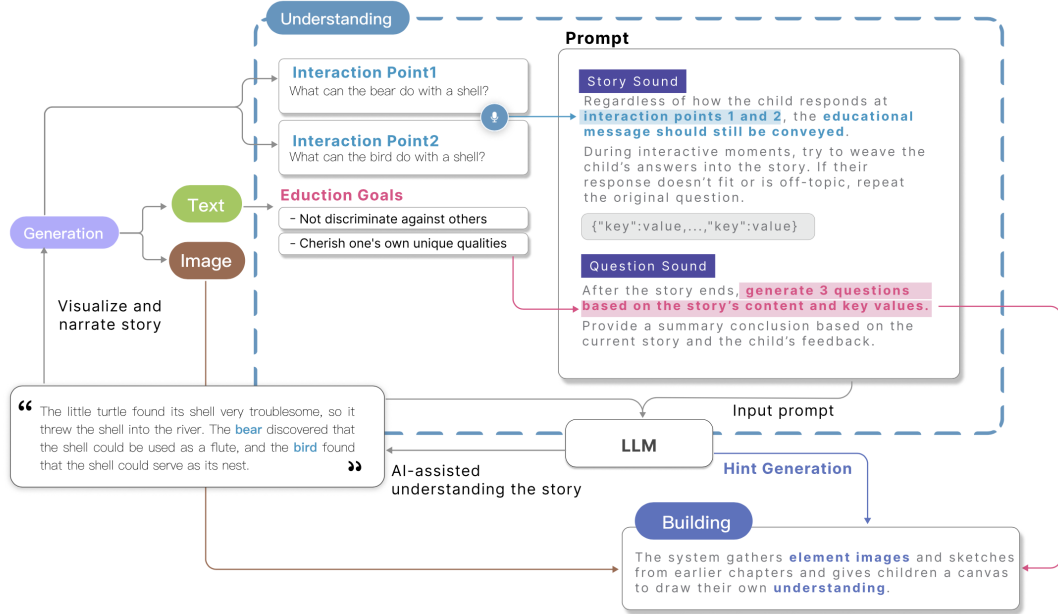 Understanding
Prompt
Interaction Point1
What can the bear do with a shell?
Interaction Point2
What can the bird do with a shell?
Story Sound
Regardless of how the child responds at
interaction points 1 and 2, the educational
message should still be conveyed.
During interactive moments, try to weave the
child's answers into the story. If their
response doesn't fit or is off-topic, repeat
the original question.
{"key":value,...,"key":value}
Eduction Goals
- Not discriminate against others
- Cherish one's own unique qualities
Text
Generation
Image
Question Sound
After the story ends, generate 3 questions
based on the story's content and key values.
Provide a summary conclusion based on the
current story and the child's feedback.
Visualize and
narrate story
“ The little turtle found its shell very troublesome, so it
threw the shell into the river. The bear discovered that
the shell could be used as a flute, and the bird found
that the shell could serve as its nest. ”
Input prompt
LLM
AI-assisted
understanding the story
Hint Generation
Building
The system gathers element images and sketches
from earlier chapters and gives children a canvas
to draw their own understanding.